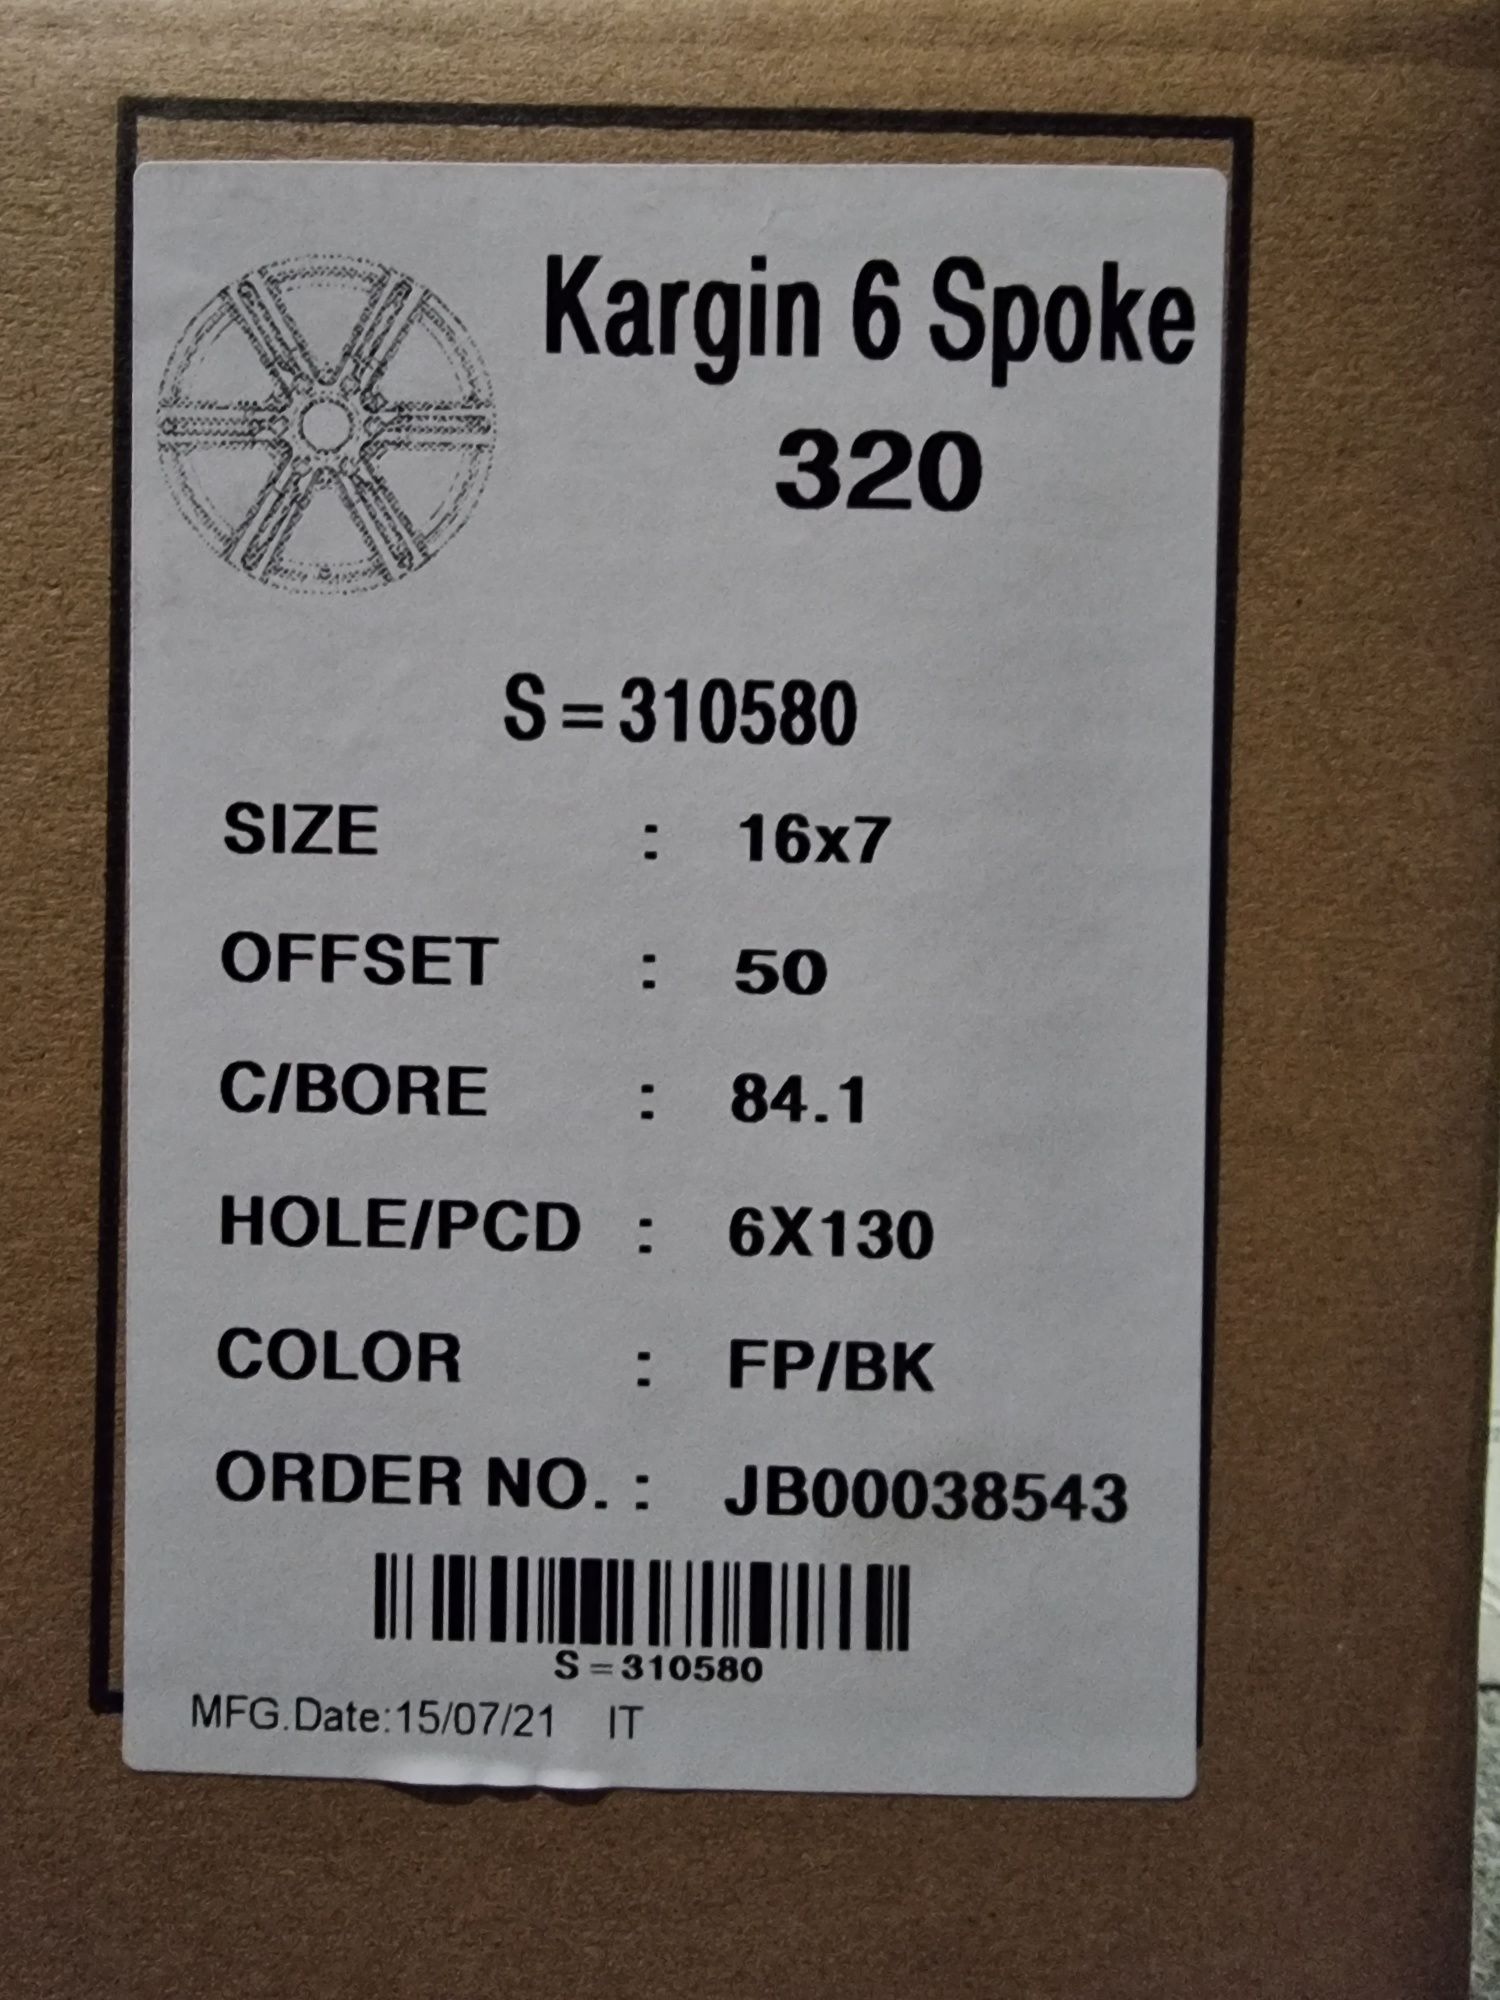 Kargin 6 Spoke
320
S=310580
SIZE : 16x7
OFFSET : 50
C/BORE : 84.1
HOLE/PCD : 6X130
COLOR : FP/BK
ORDER NO. : JB00038543
S=310580
MFG.Date:15/07/21 IT